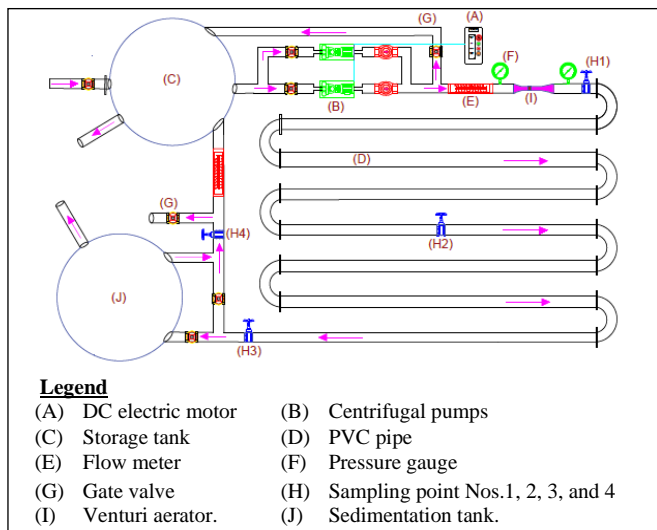 (G)
(A)
(F)
(H1)
(C)
(B)
(E)
(I)
(D)
(G)
(H4)
(H2)
(J)
(H3)
Legend
(A) DC electric motor (B) Centrifugal pumps
(C) Storage tank (D) PVC pipe
(E) Flow meter (F) Pressure gauge
(G) Gate valve (H) Sampling point Nos.1, 2, 3, and 4
(I) Venturi aerator. (J) Sedimentation tank.